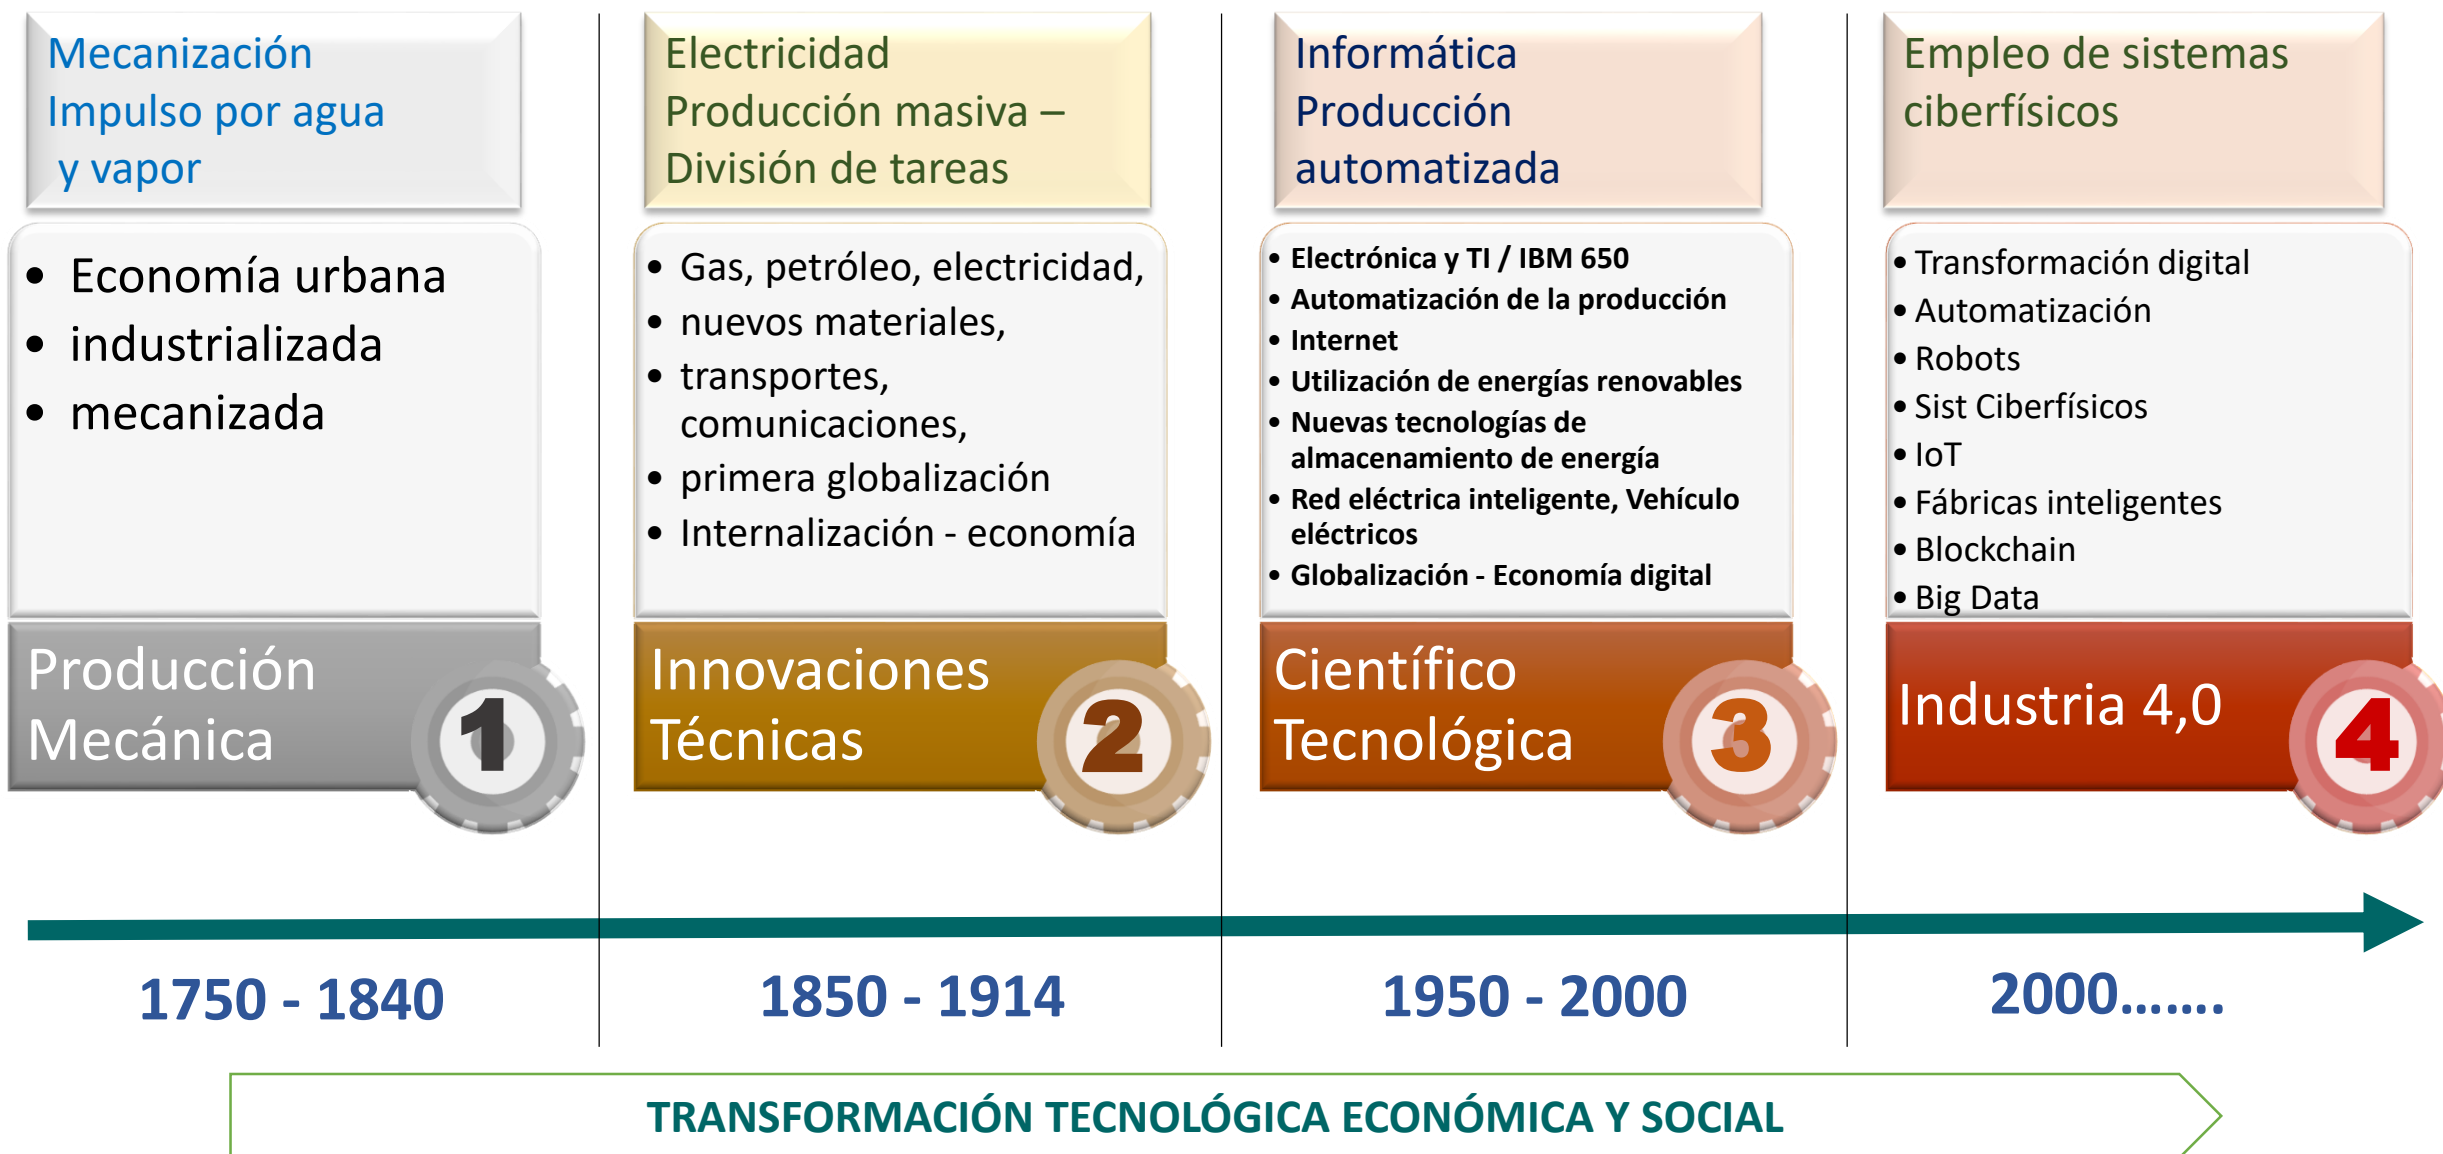 Mecanización
Impulso por agua
y vapor
• Economía urbana
• industrializada
• mecanizada
Producción
Mecánica
1
Electricidad
Producción masiva –
División de tareas
• Gas, petróleo, electricidad,
• nuevos materiales,
• transportes,
comunicaciones,
• primera globalización
• Internalización - economía
Innovaciones
Técnicas
2
Informática
Producción
automatizada
• Electrónica y TI / IBM 650
• Automatización de la producción
• Internet
• Utilización de energías renovables
• Nuevas tecnologías de
almacenamiento de energía
• Red eléctrica inteligente, Vehículo
eléctricos
• Globalización - Economía digital
Científico
Tecnológica
3
Empleo de sistemas
ciberfísicos
• Transformación digital
• Automatización
• Robots
• Sist Ciberfísicos
• IoT
• Fábricas inteligentes
• Blockchain
• Big Data
Industria 4,0
4
1750 - 1840
1850 - 1914
1950 - 2000
2000.......
TRANSFORMACIÓN TECNOLÓGICA ECONÓMICA Y SOCIAL